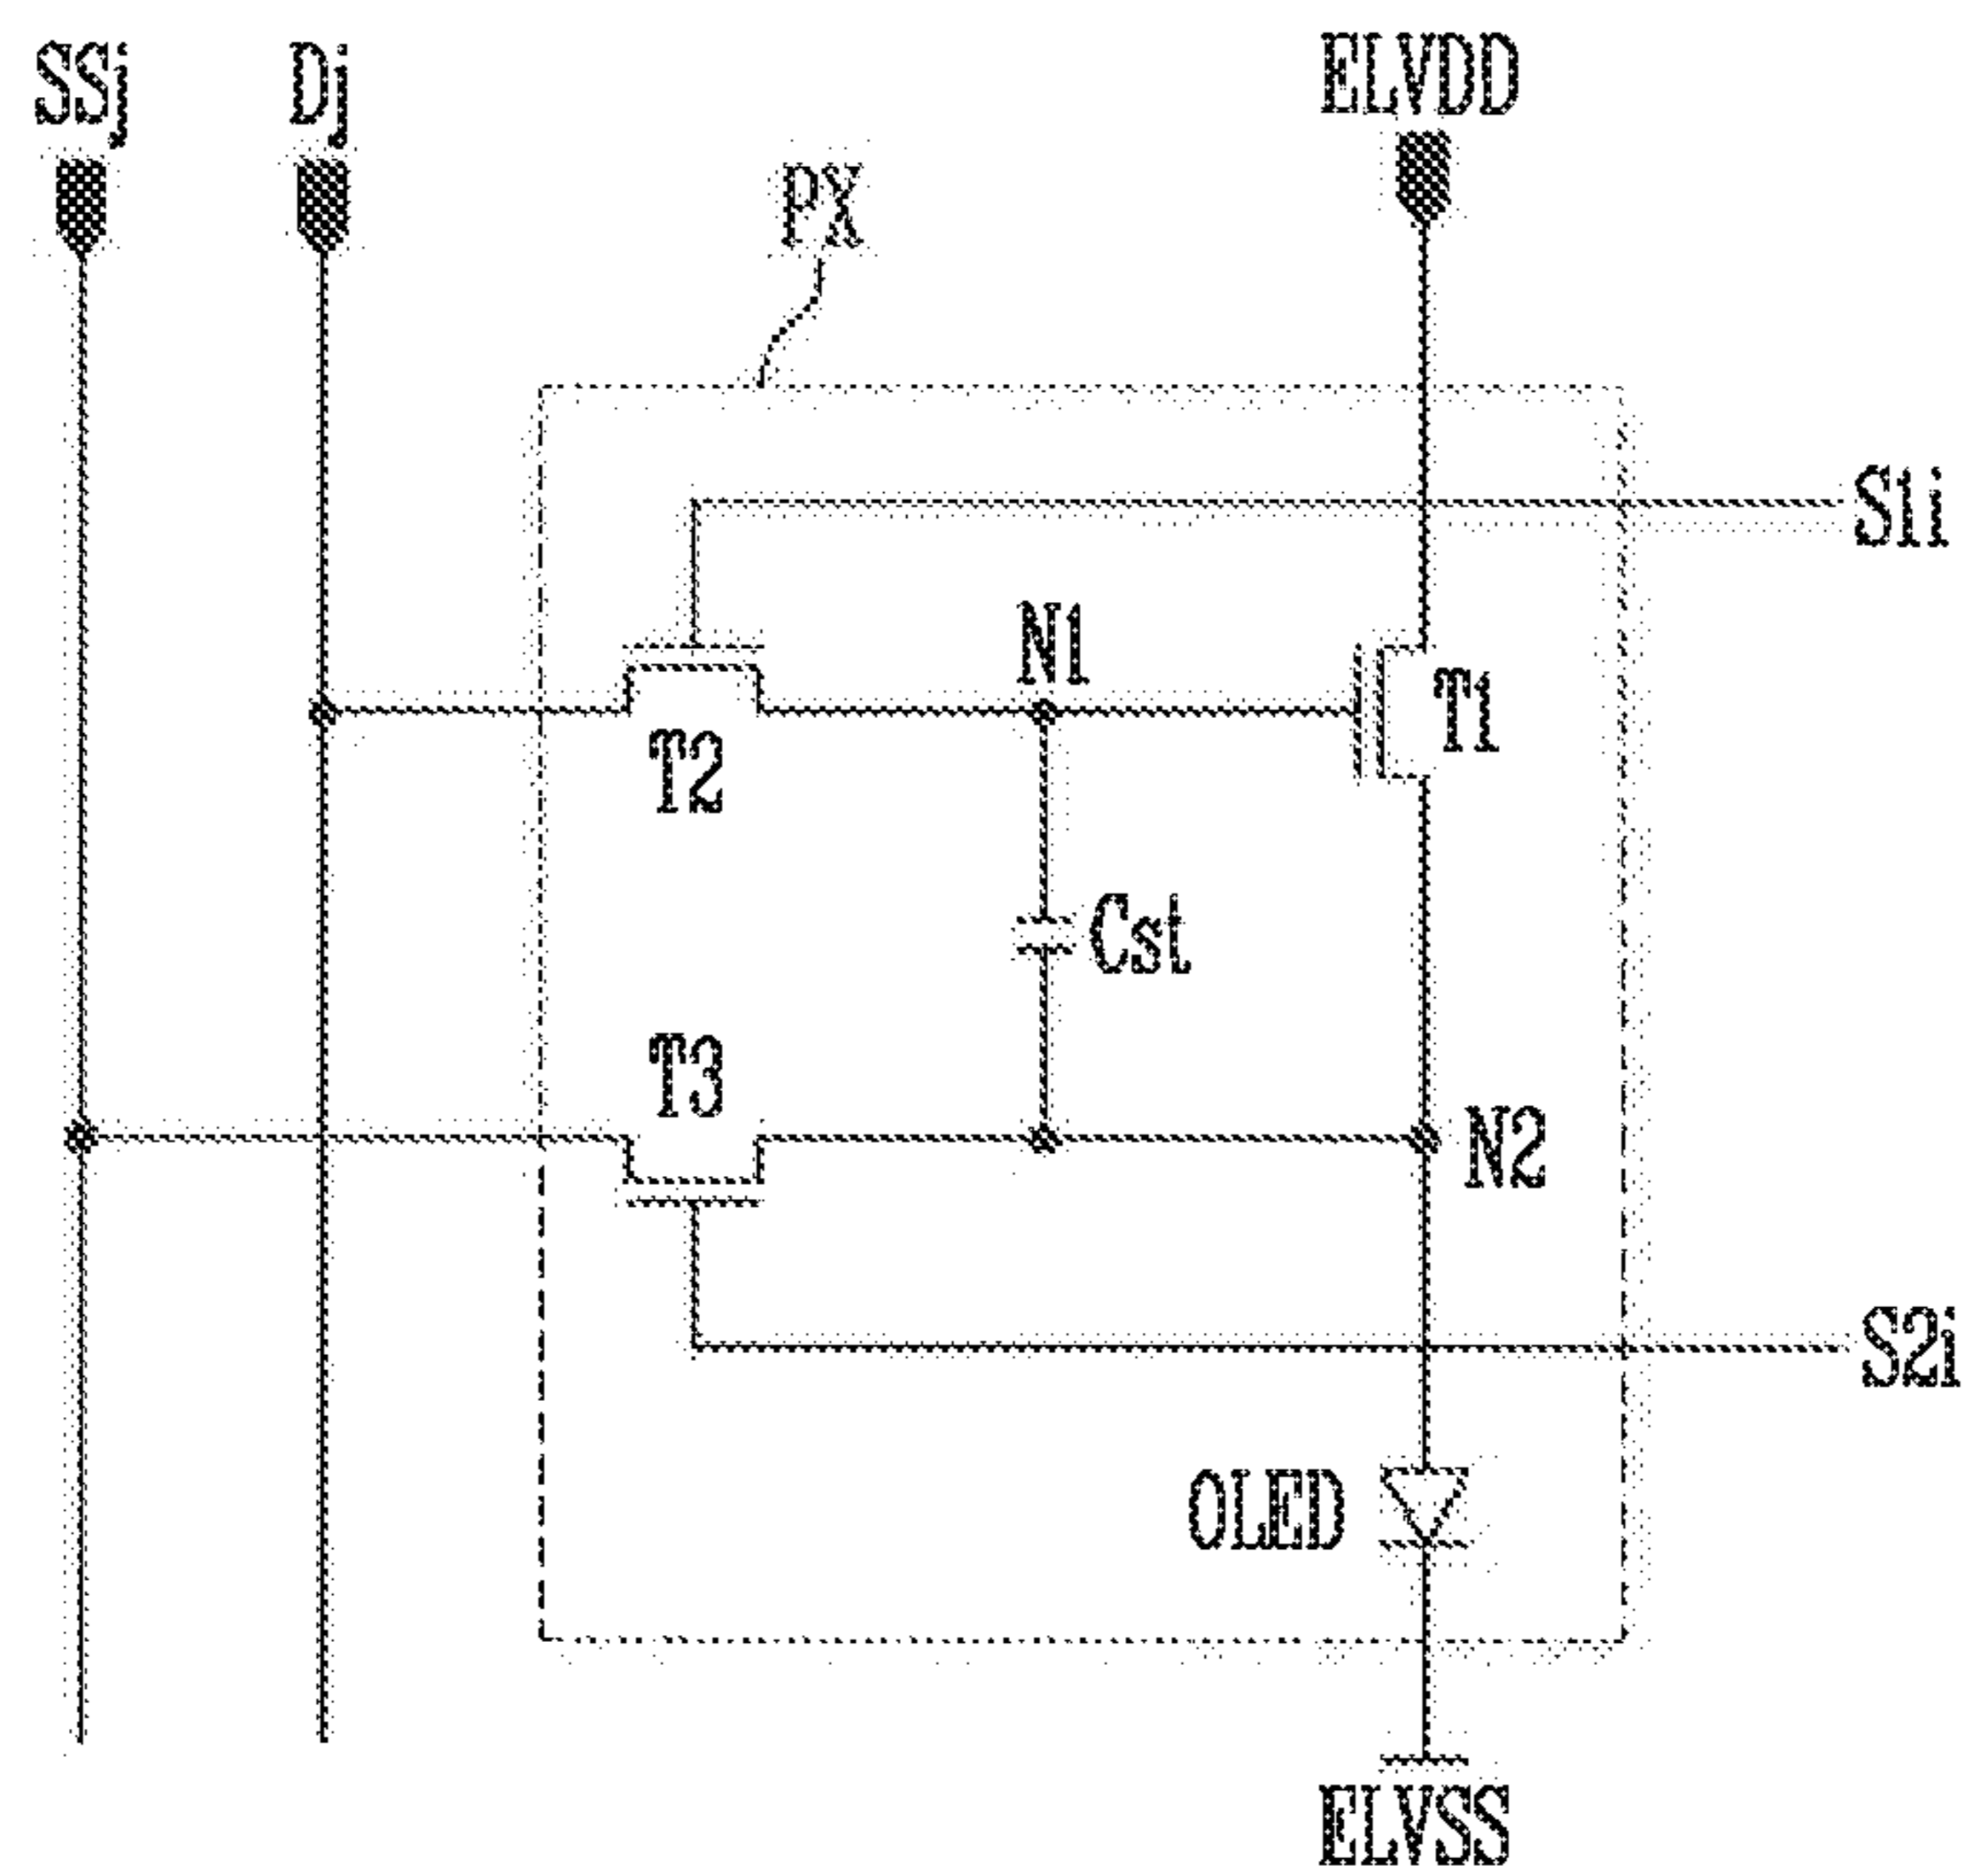 SSj
Dj
ELVDD
PX
S1i
N1
T1
T2
Cst
T3
N2
S2i
OLED
ELVSS